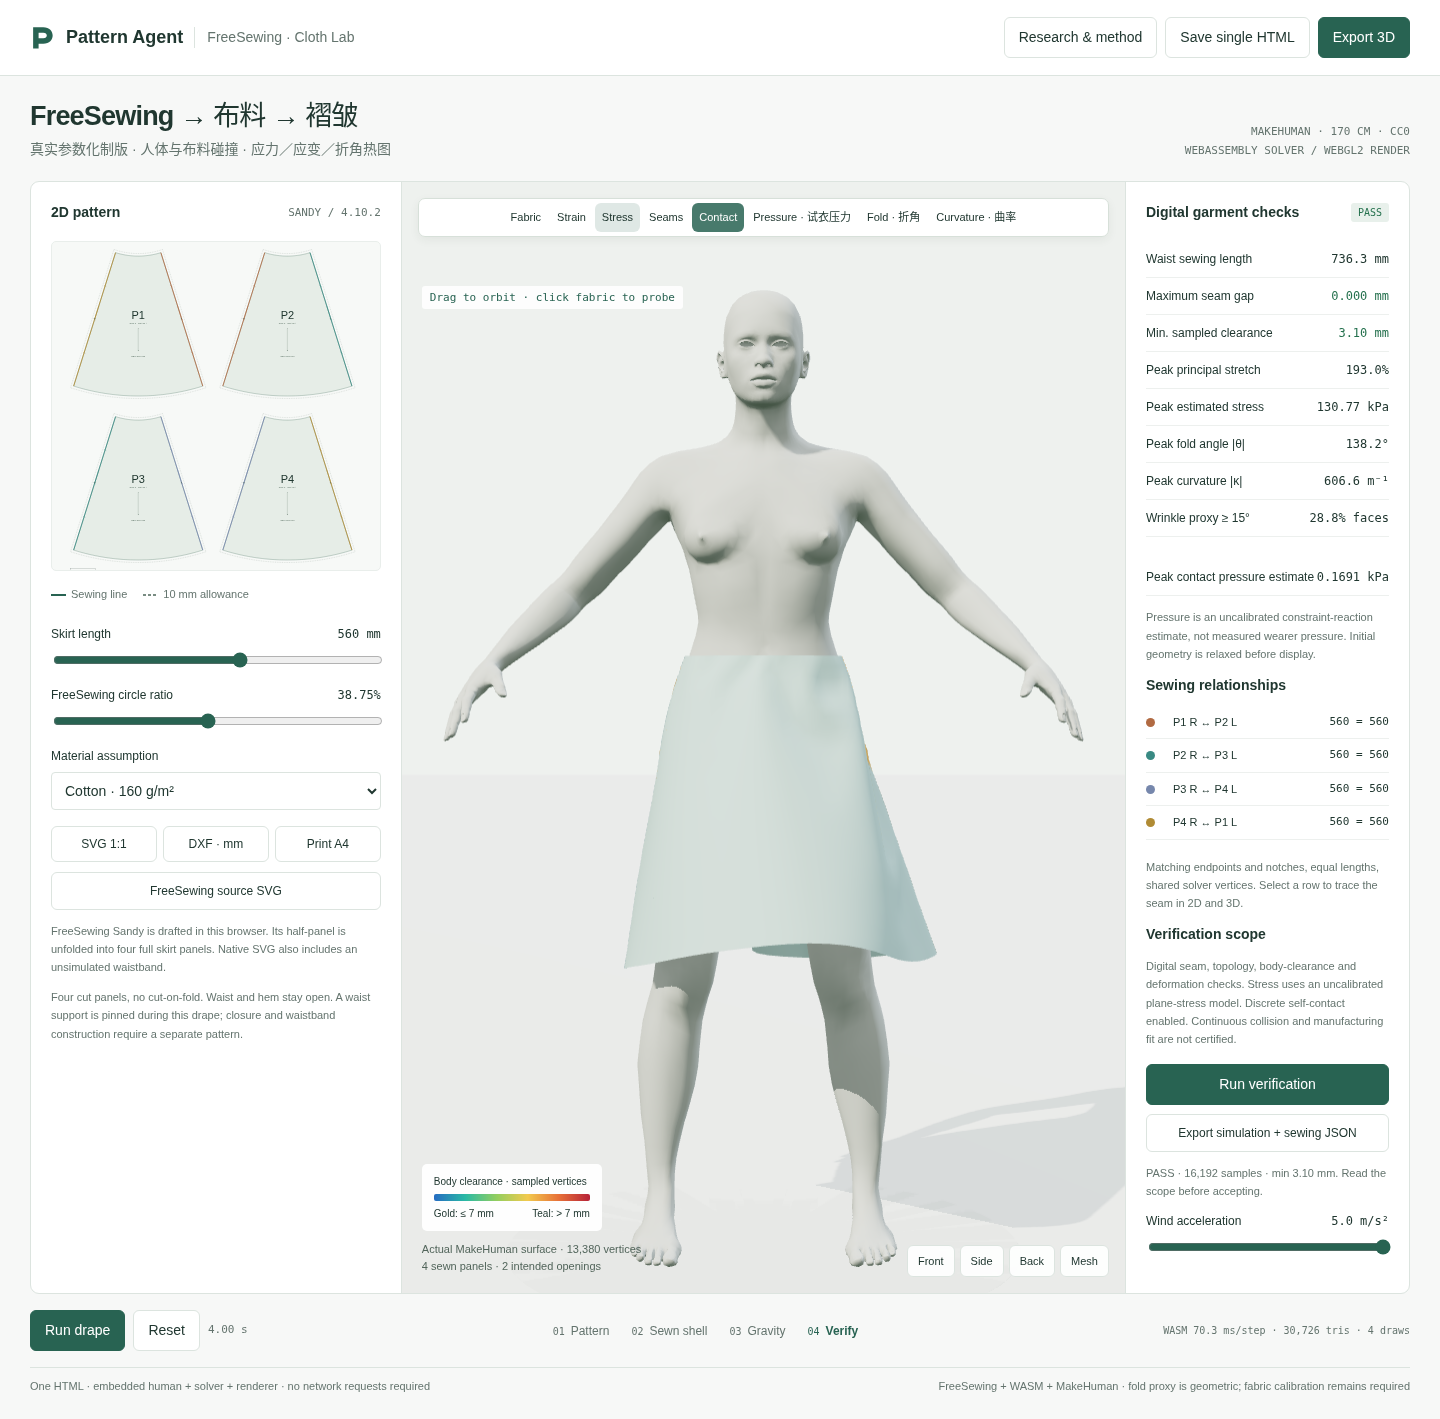 Pattern Agent
FreeSewing · Cloth Lab
Research & method
Save single HTML
Export 3D
FreeSewing → 布料 → 褶皱
真实参数化制版 · 人体与布料碰撞 · 应力／应变／折角热图
MAKEHUMAN · 170 CM · CC0
WEBASSEMBLY SOLVER / WEBGL2 RENDER
2D pattern
SANDY / 4.10.2
P1
P2
P3
P4
Sewing line
10 mm allowance
Skirt length
560 mm
FreeSewing circle ratio
38.75%
Material assumption
Cotton · 160 g/m²
SVG 1:1
DXF · mm
Print A4
FreeSewing source SVG
FreeSewing Sandy is drafted in this browser. Its half-panel is
unfolded into four full skirt panels. Native SVG also includes an
unsimulated waistband.
Four cut panels, no cut-on-fold. Waist and hem stay open. A waist
support is pinned during this drape; closure and waistband
construction require a separate pattern.
Fabric
Strain
Stress
Seams
Contact
Pressure · 试衣压力
Fold · 折角
Curvature · 曲率
Drag to orbit · click fabric to probe
Body clearance · sampled vertices
Gold: ≤ 7 mm
Teal: > 7 mm
Actual MakeHuman surface · 13,380 vertices
4 sewn panels · 2 intended openings
Front
Side
Back
Mesh
Digital garment checks
PASS
Waist sewing length
736.3 mm
Maximum seam gap
0.000 mm
Min. sampled clearance
3.10 mm
Peak principal stretch
193.0%
Peak estimated stress
130.77 kPa
Peak fold angle |θ|
138.2°
Peak curvature |κ|
606.6 m⁻¹
Wrinkle proxy ≥ 15°
28.8% faces
Peak contact pressure estimate
0.1691 kPa
Pressure is an uncalibrated constraint-reaction
estimate, not measured wearer pressure. Initial
geometry is relaxed before display.
Sewing relationships
P1 R ↔ P2 L
560 = 560
P2 R ↔ P3 L
560 = 560
P3 R ↔ P4 L
560 = 560
P4 R ↔ P1 L
560 = 560
Matching endpoints and notches, equal lengths,
shared solver vertices. Select a row to trace the
seam in 2D and 3D.
Verification scope
Digital seam, topology, body-clearance and
deformation checks. Stress uses an uncalibrated
plane-stress model. Discrete self-contact
enabled. Continuous collision and manufacturing
fit are not certified.
Run verification
Export simulation + sewing JSON
PASS · 16,192 samples · min 3.10 mm. Read the
scope before accepting.
Wind acceleration
5.0 m/s²
Run drape
Reset
4.00 s
01 Pattern
02 Sewn shell
03 Gravity
04 Verify
WASM 70.3 ms/step · 30,726 tris · 4 draws
One HTML · embedded human + solver + renderer · no network requests required
FreeSewing + WASM + MakeHuman · fold proxy is geometric; fabric calibration remains required